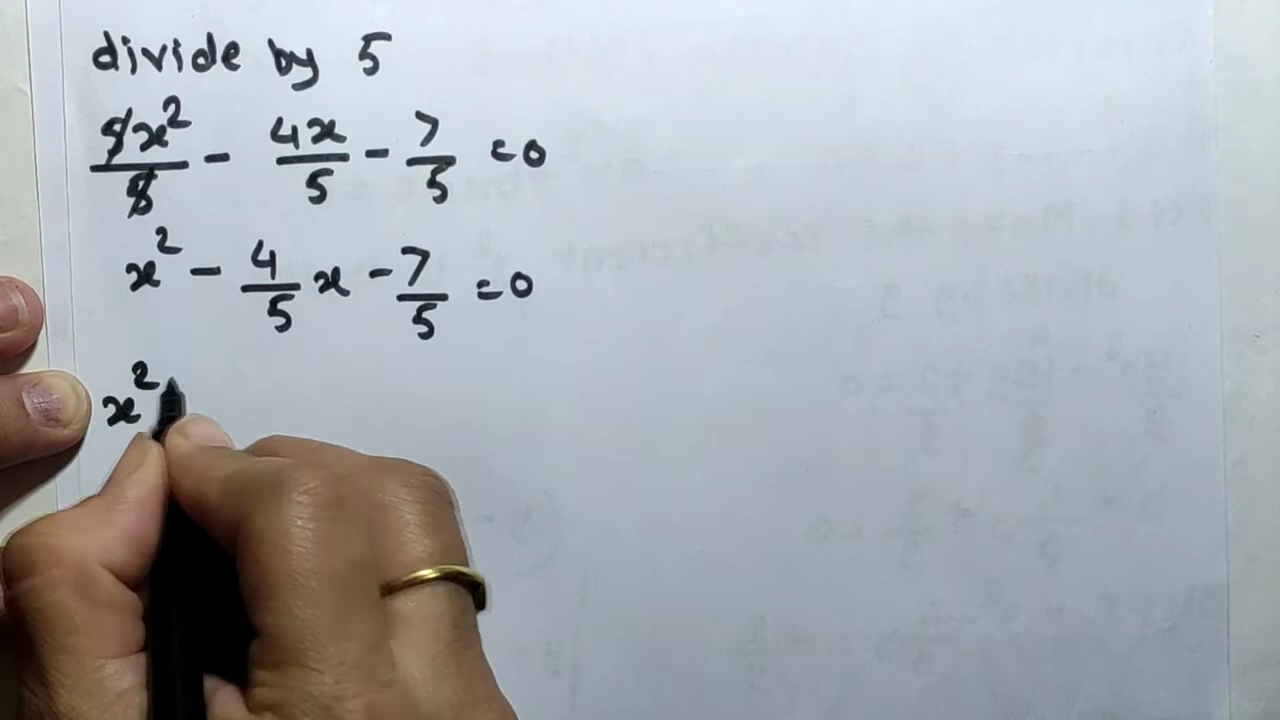 divide by 5
5x²/5 - 4x/5 - 7/5 = 0
x² - 4/5 x - 7/5 = 0
x²